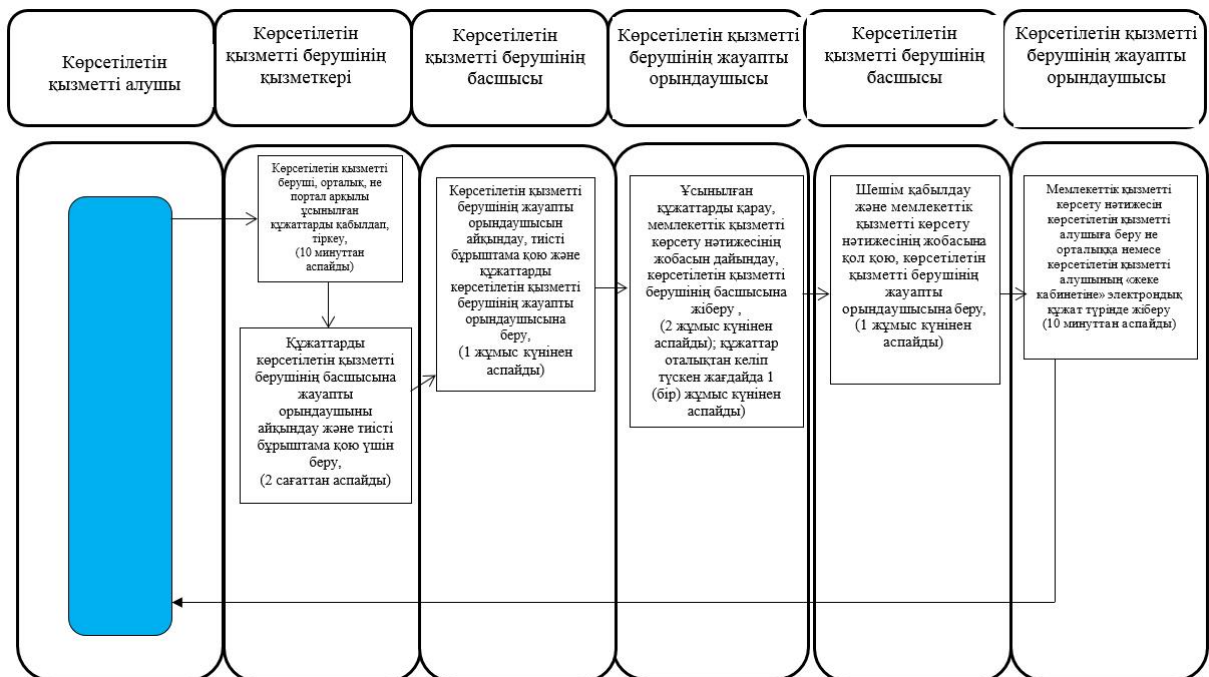 Көрсетілетін
қызметті алушы
Көрсетілетін
қызметті берушінің
қызметкері
Көрсетілетін
қызметті берушінің
басшысы
Көрсетілетін қызметті
берушінің жауапты
орындаушысы
Көрсетілетін
қызметті берушінің
басшысы
Көрсетілетін қызметті
берушінің жауапты
орындаушысы
Көрсетілетін қызметті
беруші, орталық, не
портал арқылы
ұсынылған
құжаттарды қабылдап,
тіркеу,
(10 минуттан
аспайды)
Құжаттарды
көрсетілетін қызметті
берушінің басшысына
жауапты
орындаушыны
айқындау және тиісті
бұрыштама қою үшін
беру,
(2 сағаттан аспайды)
Көрсетілетін қызметті
берушінің жауапты
орындаушысын
айқындау, тиісті
бұрыштама қою және
құжаттарды
көрсетілетін қызметті
берушінің жауапты
орындаушысына
беру,
(1 жұмыс күнінен
аспайды)
Ұсынылған
құжаттарды қарау,
мемлекеттік қызметті
көрсету нәтижесінің
жобасын дайындау,
көрсетілетін қызметті
берушінің басшысына
жіберу ,
(2 жұмыс күнінен
аспайды); құжаттар
оталықтан келіп
түскен жағдайда 1
(бір) жұмыс күнінен
аспайды)
Шешім қабылдау
және мемлекеттік
қызметті көрсету
нәтижесінің жобасына
қол қою, көрсетілетін
қызметті берушінің
жауапты
орындаушысына беру,
(1 жұмыс күнінен
аспайды)
Мемлекеттік қызметті
көрсету нәтижесін
көрсетілетін қызметті
алушыға беру не
орталыққа немесе
көрсетілетін қызметті
алушының «жеке
кабинетіне» электрондық
құжат түрінде жіберу
(10 минуттан аспайды)